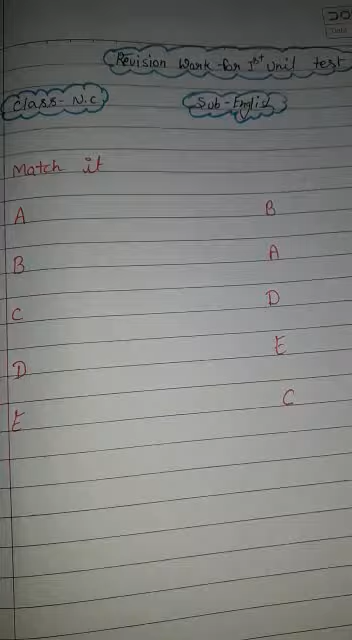 Revision Work for 1st Unit test
Class- N.C
Sub- English
Match it
A B
B A
C D
D E
E C